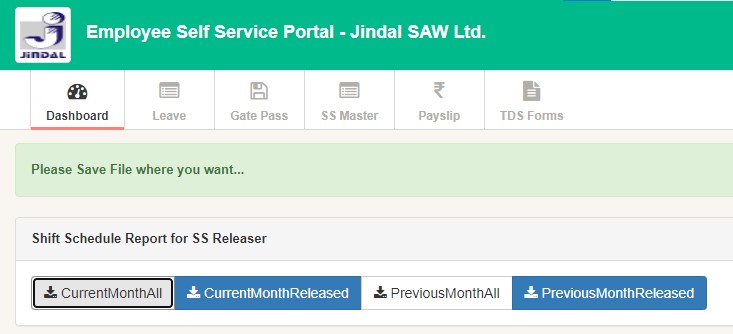 JINDAL
Employee Self Service Portal - Jindal SAW Ltd.
Dashboard
Leave
Gate Pass
SS Master
₹
Payslip
TDS Forms
Please Save File where you want...
Shift Schedule Report for SS Releaser
CurrentMonthAll CurrentMonthReleased PreviousMonthAll PreviousMonthReleased